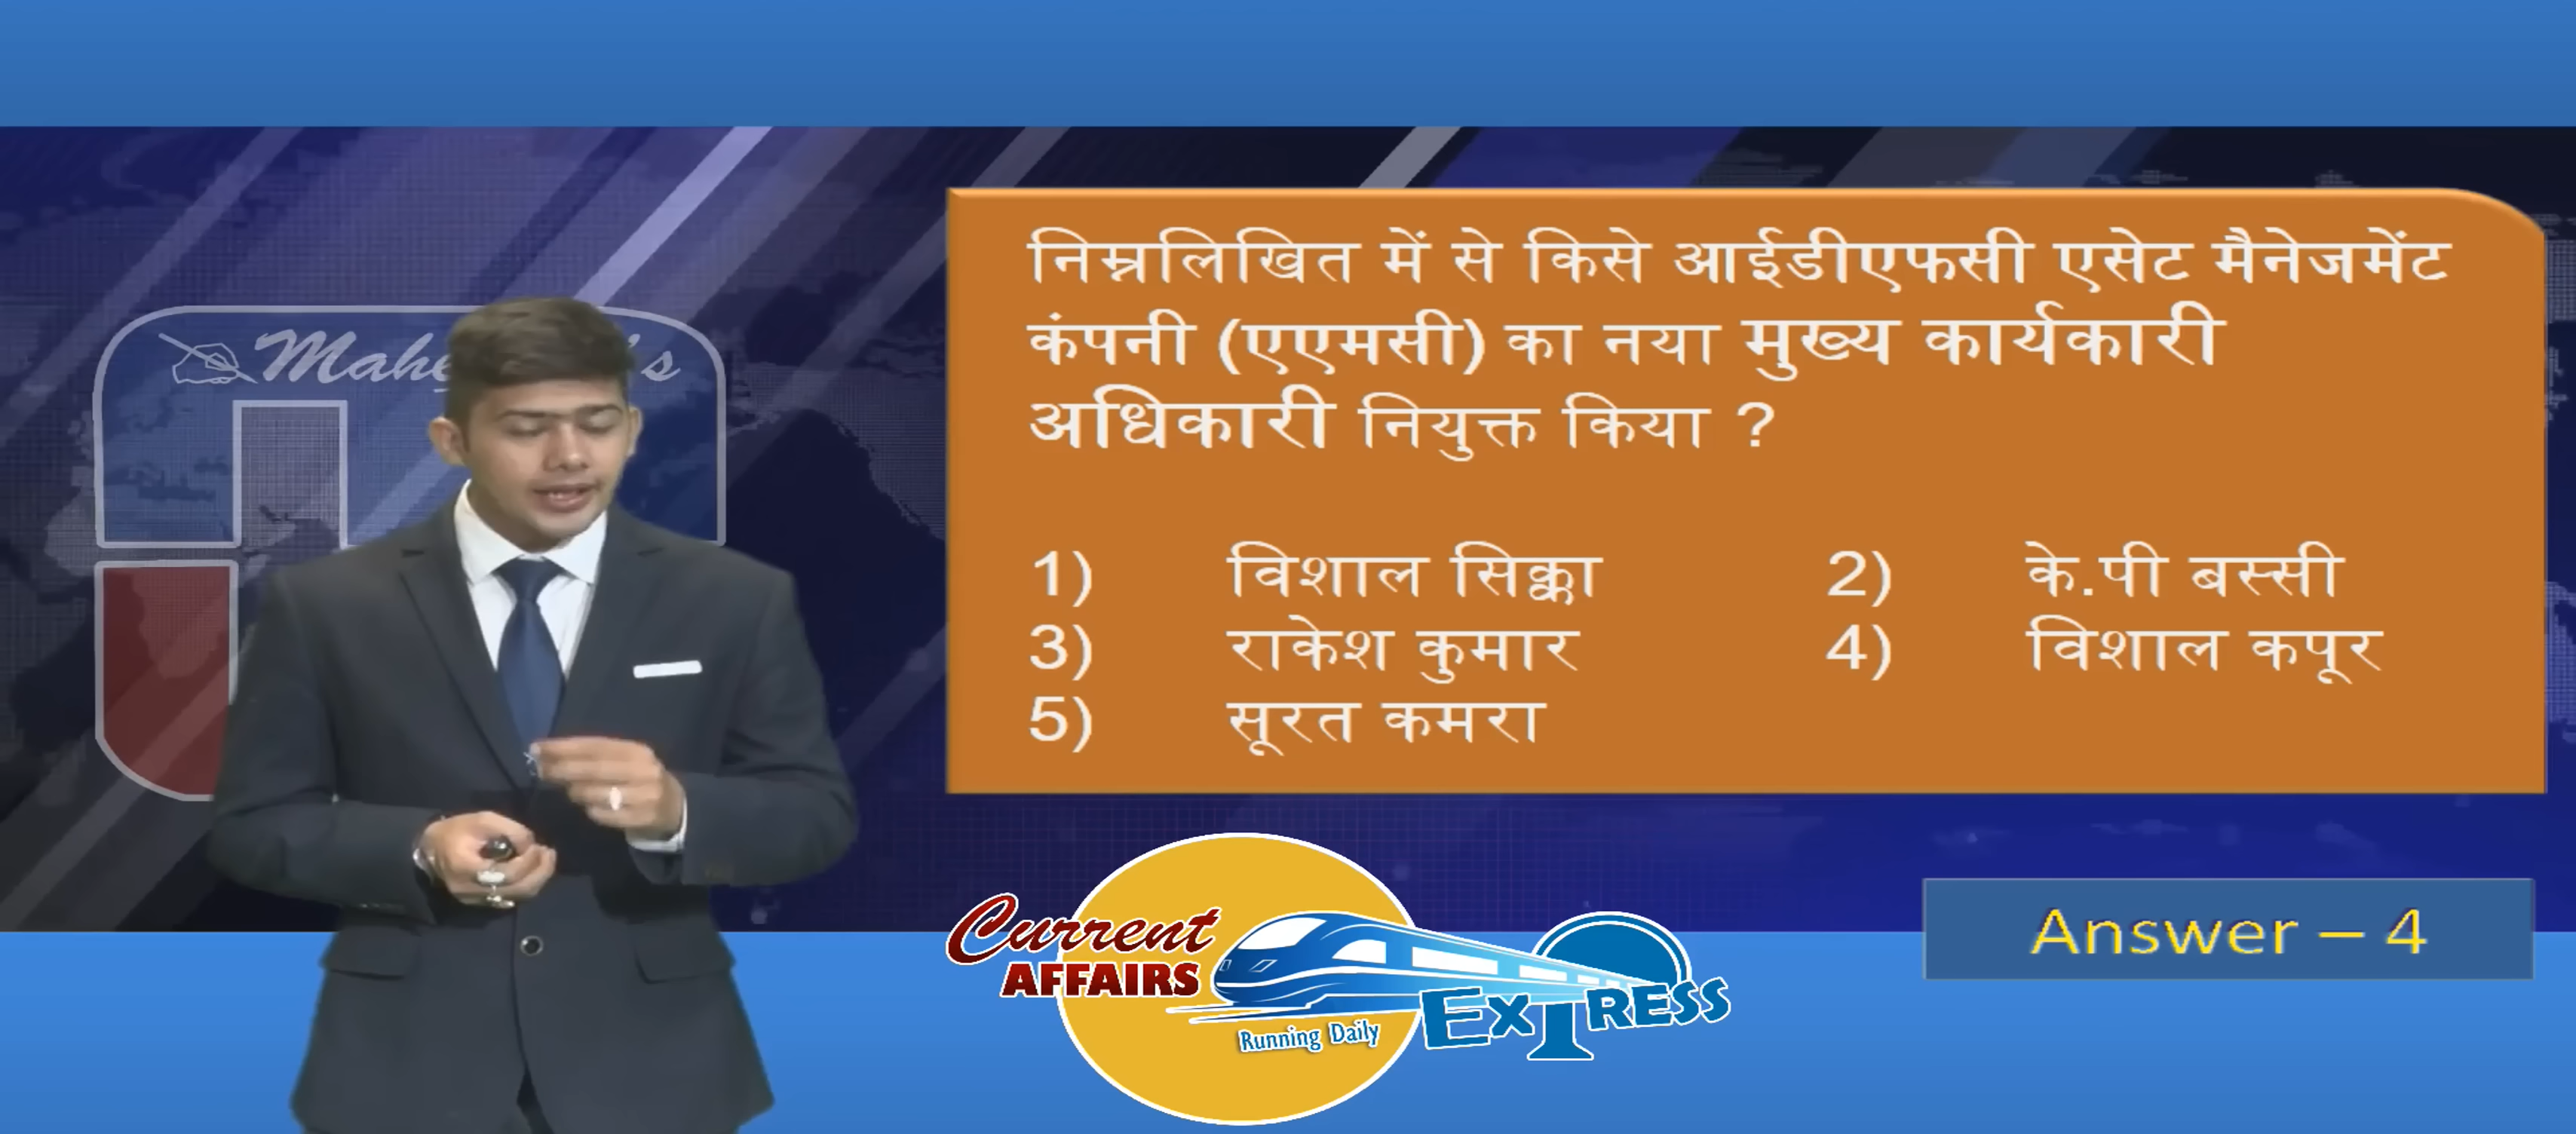 निम्नलिखित में से किसे आईडीएफसी एसेट मैनेजमेंट
कंपनी (एएमसी) का नया मुख्य कार्यकारी
अधिकारी नियुक्त किया ?
1) विशाल सिक्का 2) के.पी बस्सी
3) राकेश कुमार 4) विशाल कपूर
5) सूरत कमरा
Answer – 4
Current
AFFAIRS
EXPRESS
Running Daily